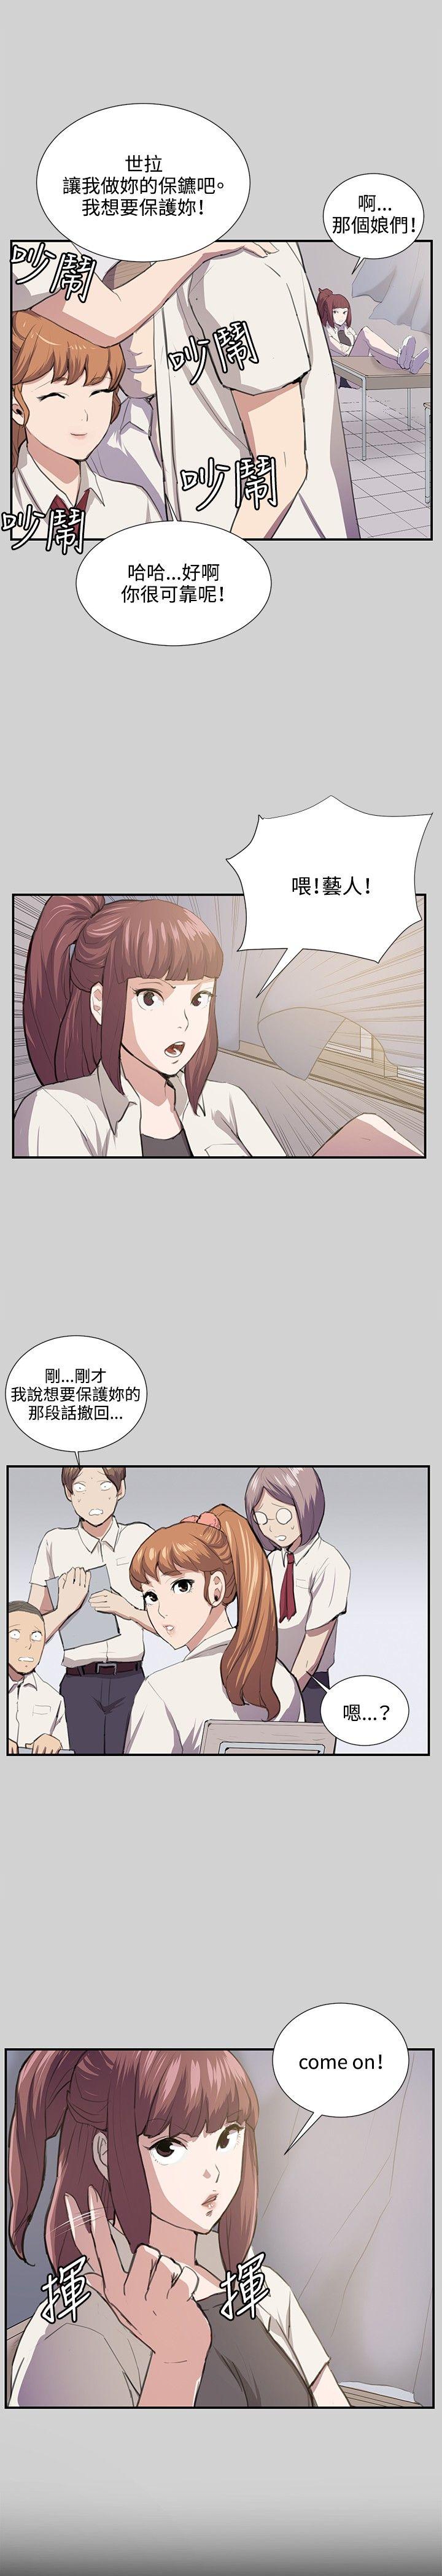 世拉
讓我做妳的保鑣吧。
我想要保護妳!
啊...
那個娘們!
吵鬧
吵鬧
吵鬧
吵鬧
哈哈...好啊
你很可靠呢!
喂!藝人!
剛...剛才
我說想要保護妳的
那段話撤回...
嗯...?
come on!
揮
揮